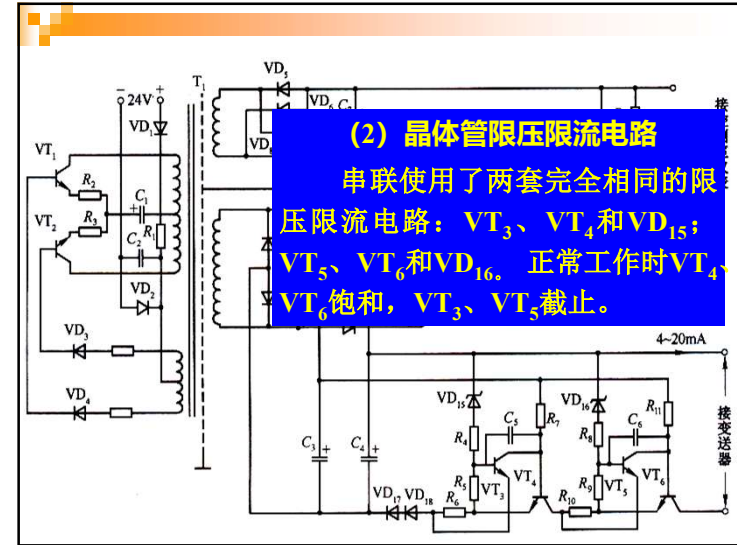 T1
VD5
VD6
− 24V +
VD1
（2）晶体管限压限流电路
串联使用了两套完全相同的限
压限流电路：VT3、VT4和VD15；
VT5、VT6和VD16。 正常工作时VT4、
VT6饱和，VT3、VT5截止。
VT1
R2
C1
+
VT2
R3
R1
C2
VD2
VD3
VD4
4~20mA
VD15
VD16
R7
R11
C5
C6
R4
R8
C3
+
C4
+
R5
R9
VT3
VT4
VT5
VT6
VD17
VD18
R6
R10
接变送器